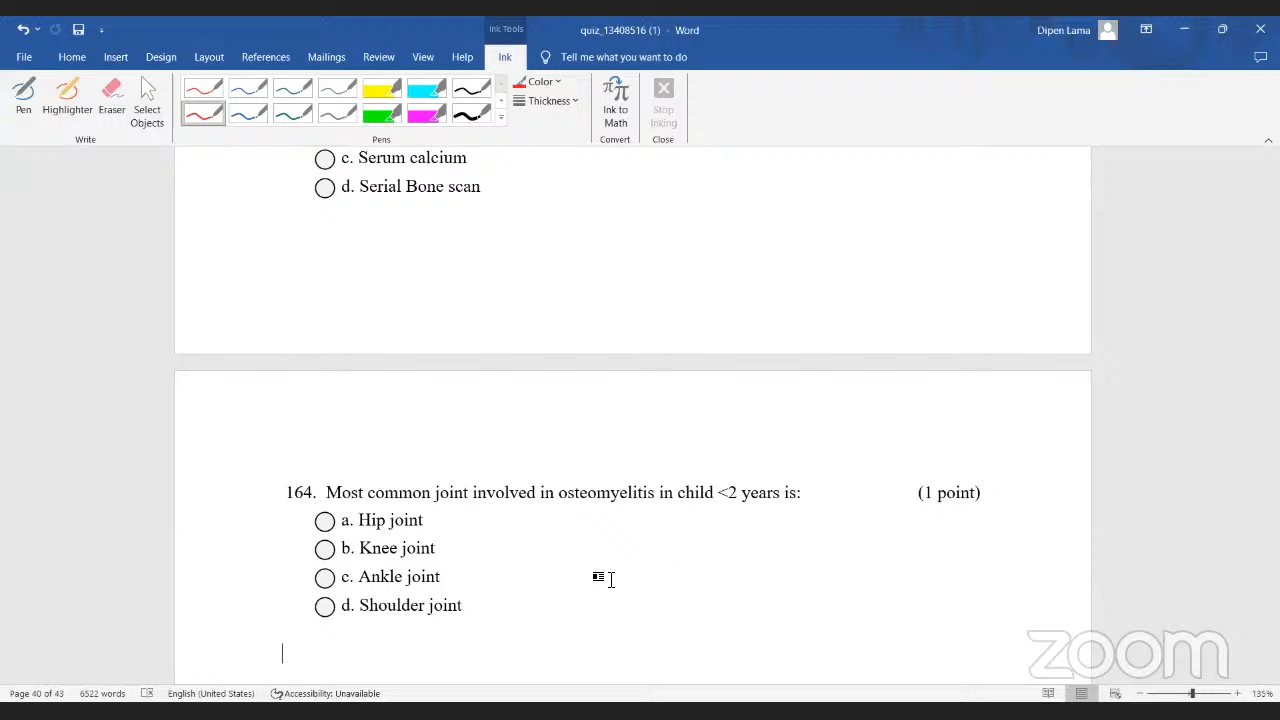 Ink Tools
quiz_13408516 (1) - Word
Dipen Lama
File Home Insert Design Layout References Mailings Review View Help Ink Tell me what you want to do
Pen Highlighter Eraser Select Objects
Color
Thickness
Ink to Math
Stop Inking
Write Pens Convert Close
c. Serum calcium
d. Serial Bone scan
164. Most common joint involved in osteomyelitis in child <2 years is: (1 point)
a. Hip joint
b. Knee joint
c. Ankle joint
d. Shoulder joint
zoom
Page 40 of 43 6522 words English (United States) Accessibility: Unavailable 135%